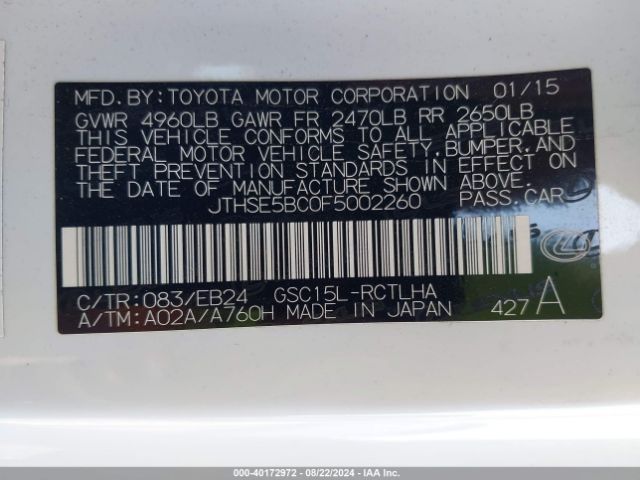 MFD. BY: TOYOTA MOTOR CORPORATION 01/15
GVWR 4960LB GAWR FR 2470LB RR 2650LB
THIS VEHICLE CONFORMS TO ALL APPLICABLE
FEDERAL MOTOR VEHICLE SAFETY, BUMPER, AND
THEFT PREVENTION STANDARDS IN EFFECT ON
THE DATE OF MANUFACTURE SHOWN ABOVE.
JTHSE5BC0F5002260 PASS. CAR
C/TR: 083/EB24 GSC15L-RCTLHA
A/TM: A02A/A760H MADE IN JAPAN 427 A
000-40172972 - 08/22/2024 - IAA Inc.